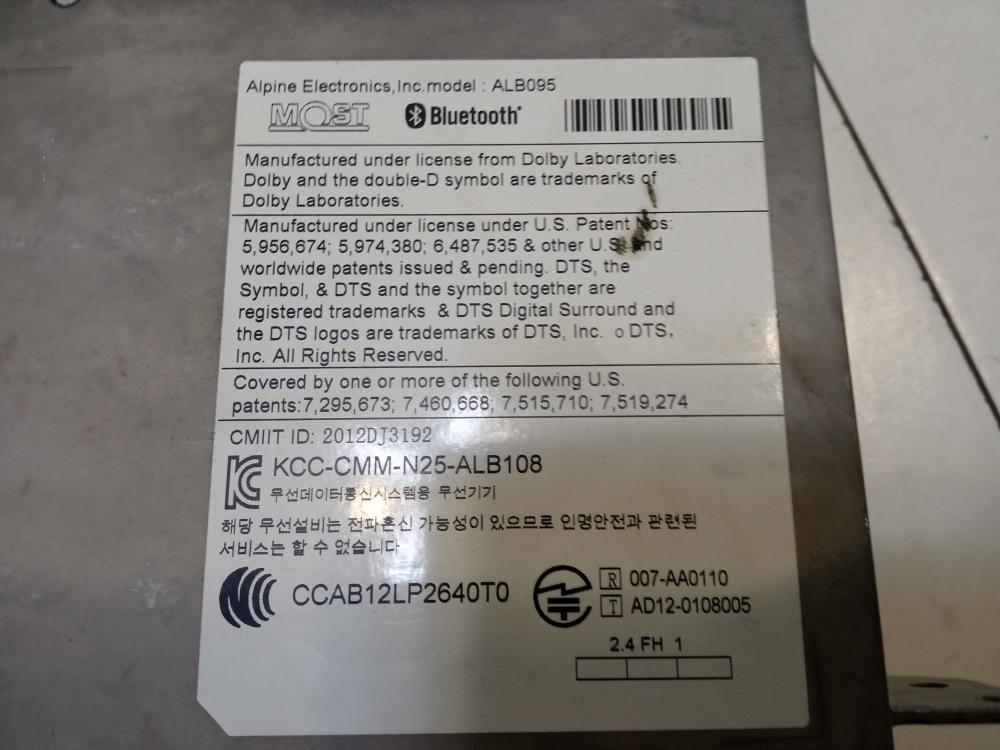 Alpine Electronics,Inc.model : ALB095
MOST Bluetooth
Manufactured under license from Dolby Laboratories.
Dolby and the double-D symbol are trademarks of
Dolby Laboratories.
Manufactured under license under U.S. Patent Nos:
5,956,674; 5,974,380; 6,487,535 & other U.S. and
worldwide patents issued & pending. DTS, the
Symbol, & DTS and the symbol together are
registered trademarks & DTS Digital Surround and
the DTS logos are trademarks of DTS, Inc. o DTS,
Inc. All Rights Reserved.
Covered by one or more of the following U.S.
patents:7,295,673; 7,460,668; 7,515,710; 7,519,274
CMIIT ID: 2012DJ3192
KCC-CMM-N25-ALB108
무선데이터통신시스템용 무선기기
해당 무선설비는 전파혼신 가능성이 있으므로 인명안전과 관련된
서비스는 할 수 없습니다
CCAB12LP2640T0
R 007-AA0110
T AD12-0108005
2.4 FH 1